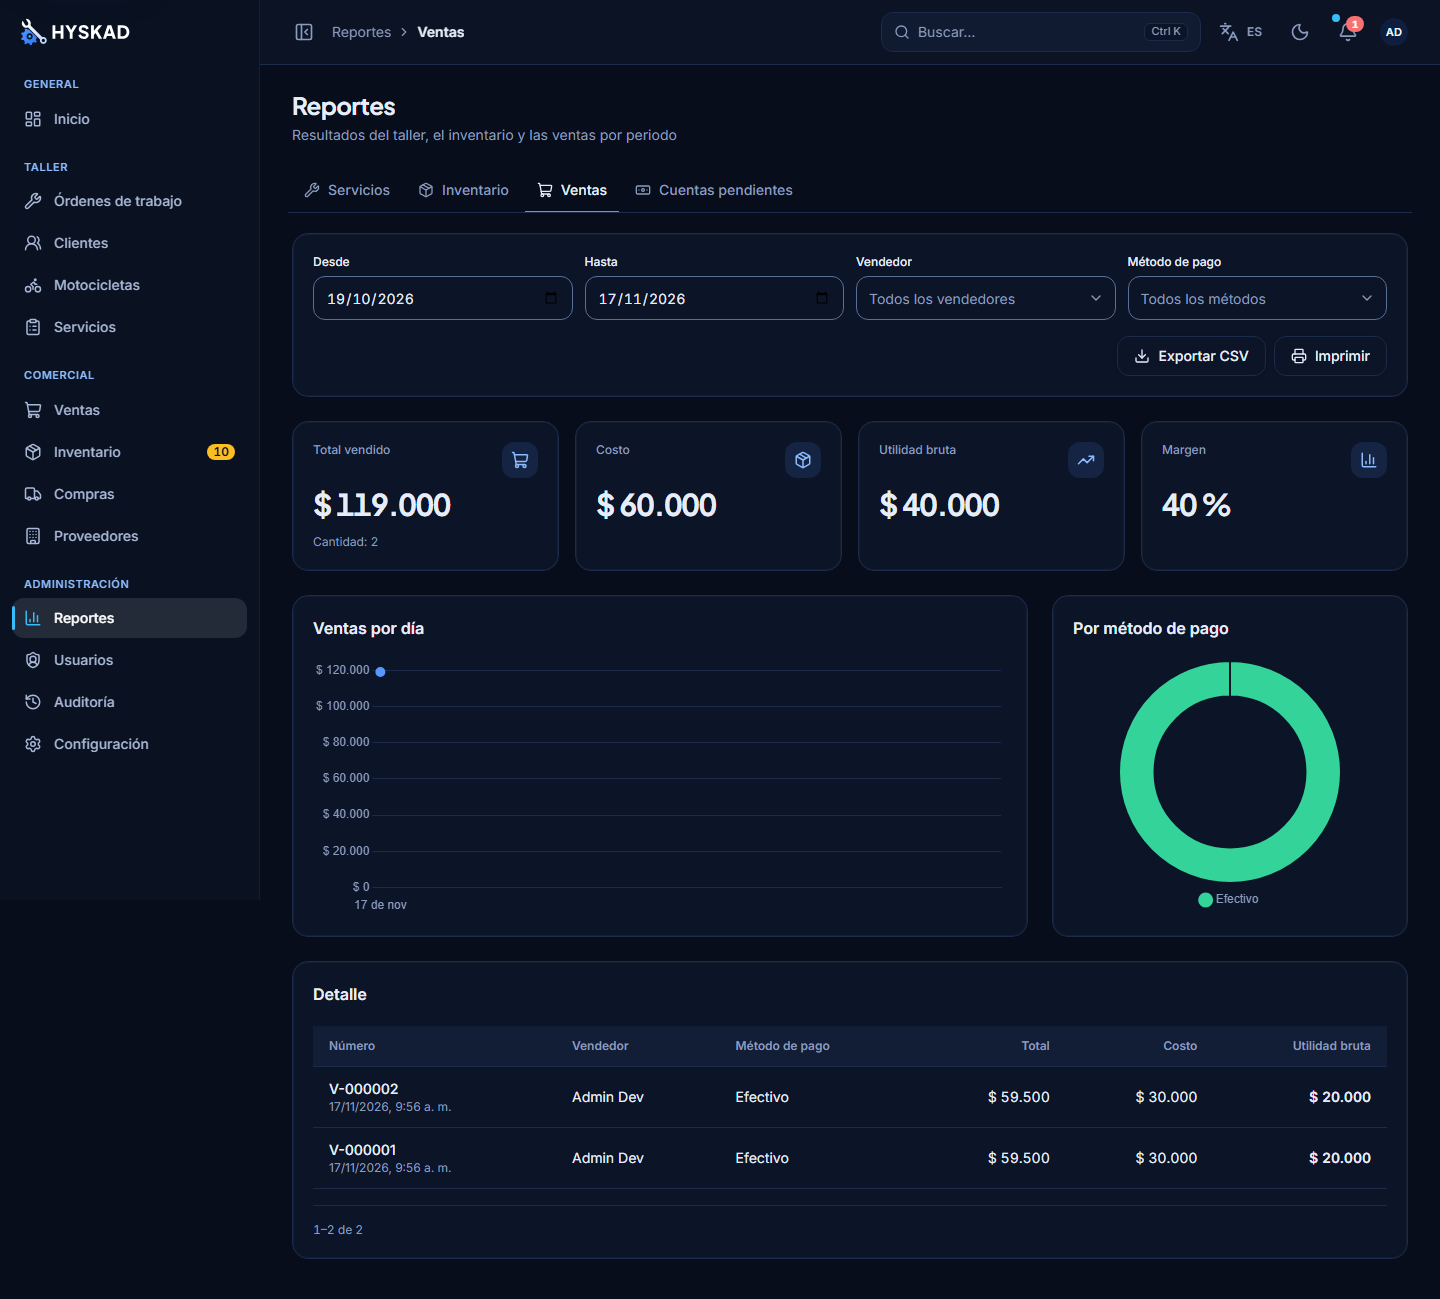 HYSKAD
Reportes > Ventas
Buscar...
Ctrl K
ES
1
AD
GENERAL
Inicio
TALLER
Órdenes de trabajo
Clientes
Motocicletas
Servicios
COMERCIAL
Ventas
Inventario 10
Compras
Proveedores
ADMINISTRACIÓN
Reportes
Usuarios
Auditoría
Configuración
Reportes
Resultados del taller, el inventario y las ventas por periodo
Servicios Inventario Ventas Cuentas pendientes
Desde Hasta Vendedor Método de pago
19/10/2026 17/11/2026 Todos los vendedores Todos los métodos
Exportar CSV Imprimir
Total vendido
$ 119.000
Cantidad: 2
Costo
$ 60.000
Utilidad bruta
$ 40.000
Margen
40 %
Ventas por día
$ 120.000
$ 100.000
$ 80.000
$ 60.000
$ 40.000
$ 20.000
$ 0
17 de nov
Por método de pago
Efectivo
Detalle
Número Vendedor Método de pago Total Costo Utilidad bruta
V-000002
17/11/2026, 9:56 a. m.
Admin Dev Efectivo $ 59.500 $ 30.000 $ 20.000
V-000001
17/11/2026, 9:56 a. m.
Admin Dev Efectivo $ 59.500 $ 30.000 $ 20.000
1–2 de 2